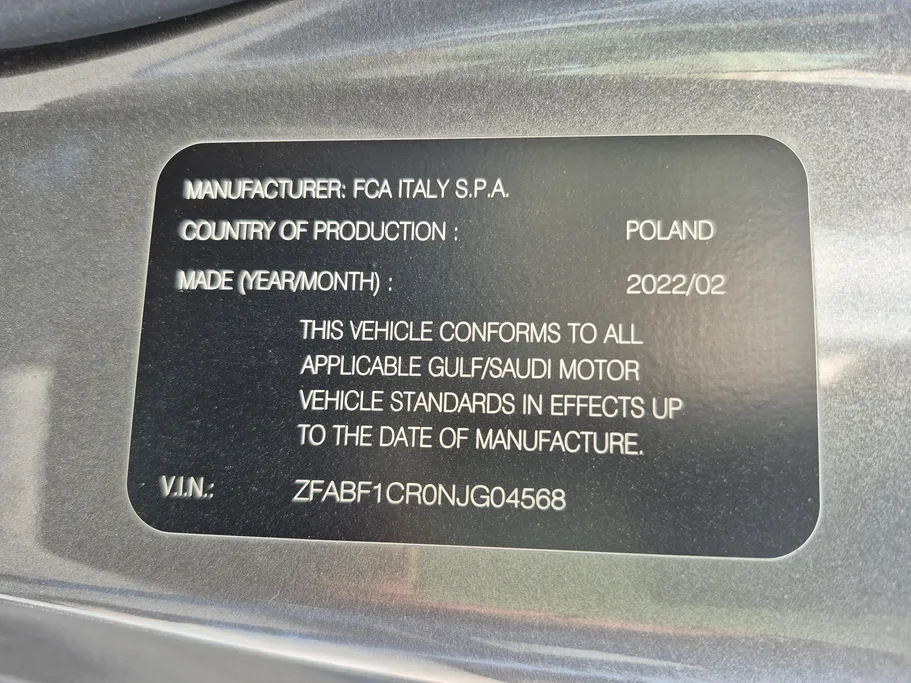 MANUFACTURER: FCA ITALY S.P.A.
COUNTRY OF PRODUCTION : POLAND
MADE (YEAR/MONTH) : 2022/02
THIS VEHICLE CONFORMS TO ALL
APPLICABLE GULF/SAUDI MOTOR
VEHICLE STANDARDS IN EFFECTS UP
TO THE DATE OF MANUFACTURE.
V.I.N.: ZFABF1CR0NJG04568